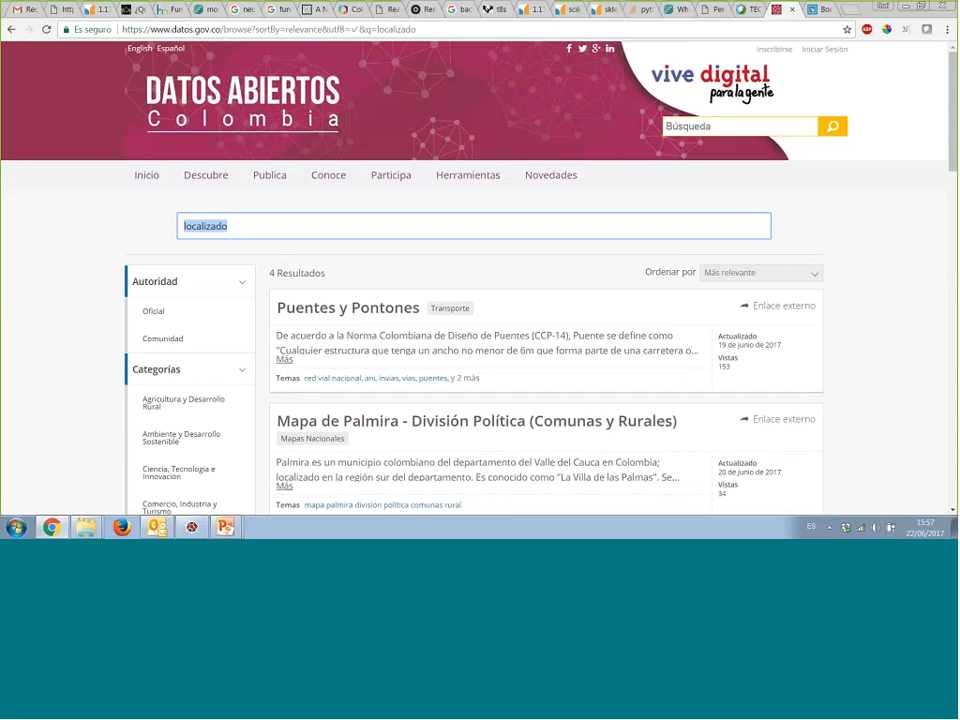 Es seguro
https://www.datos.gov.co/browse?sortBy=relevance&utf8=✓&q=localizado
English Español
Inscribirse Iniciar Sesión
DATOS ABIERTOS
Colombia
vive digital
para la gente
Búsqueda
Inicio Descubre Publica Conoce Participa Herramientas Novedades
localizado
4 Resultados
Ordenar por Más relevante
Autoridad
Oficial
Comunidad
Categorías
Agricultura y Desarrollo
Rural
Ambiente y Desarrollo
Sostenible
Ciencia, Tecnología e
Innovación
Comercio, Industria y
Turismo
Puentes y Pontones Transporte
Enlace externo
De acuerdo a la Norma Colombiana de Diseño de Puentes (CCP-14), Puente se define como
"Cualquier estructura que tenga un ancho no menor de 6m que forma parte de una carretera o...
Más
Temas red vial nacional, ani, invias, vías, puentes, y 2 más
Actualizado
19 de junio de 2017
Vistas
153
Mapa de Palmira - División Política (Comunas y Rurales)
Mapas Nacionales
Enlace externo
Palmira es un municipio colombiano del departamento del Valle del Cauca en Colombia;
localizado en la región sur del departamento. Es conocido como "La Villa de las Palmas". Se...
Más
Temas mapa palmira division politica comunas rural
Actualizado
20 de junio de 2017
Vistas
34
ES
15:57
22/06/2017